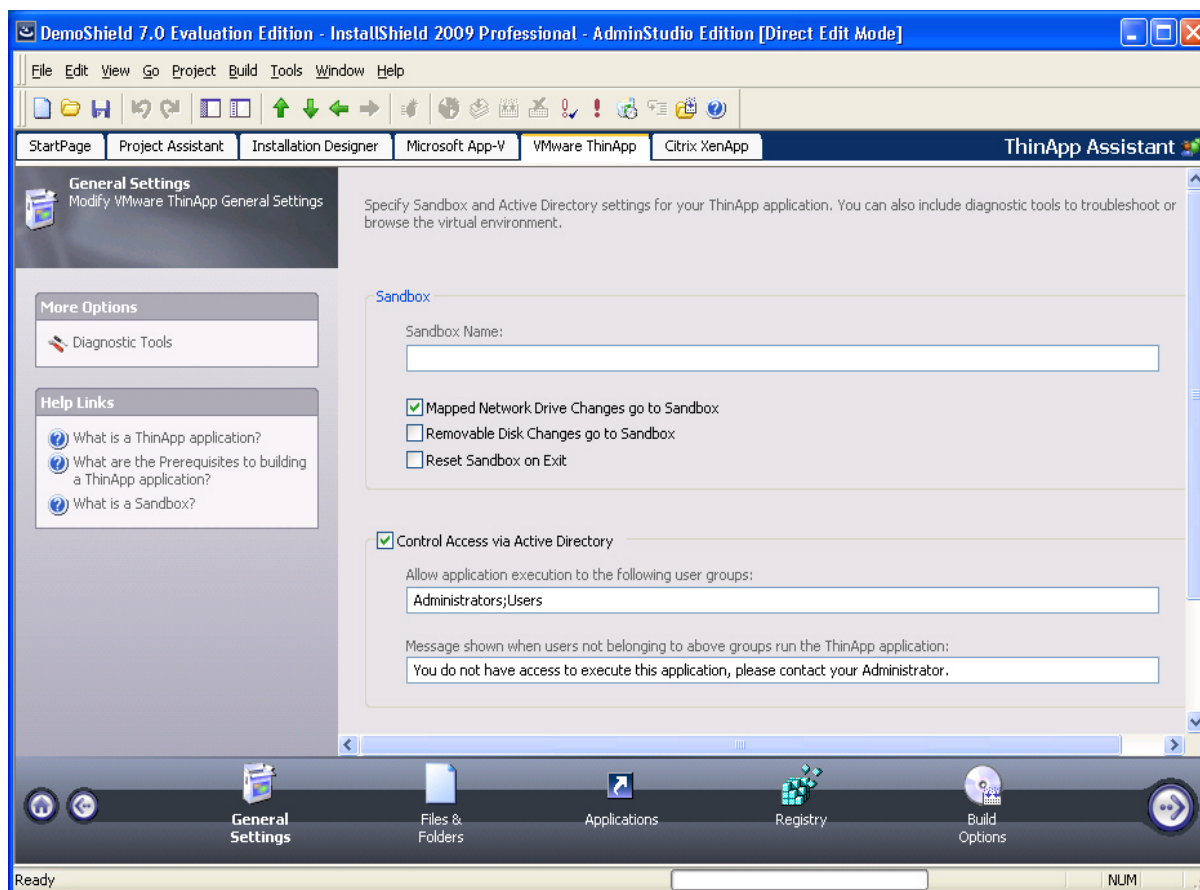 DemoShield 7.0 Evaluation Edition - InstallShield 2009 Professional - AdminStudio Edition [Direct Edit Mode]
File Edit View Go Project Build Tools Window Help
StartPage Project Assistant Installation Designer Microsoft App-V VMware ThinApp Citrix XenApp ThinApp Assistant
General Settings
Modify VMware ThinApp General Settings
More Options
Diagnostic Tools
Help Links
What is a ThinApp application?
What are the Prerequisites to building
a ThinApp application?
What is a Sandbox?
Specify Sandbox and Active Directory settings for your ThinApp application. You can also include diagnostic tools to troubleshoot or
browse the virtual environment.
Sandbox
Sandbox Name:
Mapped Network Drive Changes go to Sandbox
Removable Disk Changes go to Sandbox
Reset Sandbox on Exit
Control Access via Active Directory
Allow application execution to the following user groups:
Administrators;Users
Message shown when users not belonging to above groups run the ThinApp application:
You do not have access to execute this application, please contact your Administrator.
General
Settings
Files &
Folders
Applications
Registry
Build
Options
Ready NUM